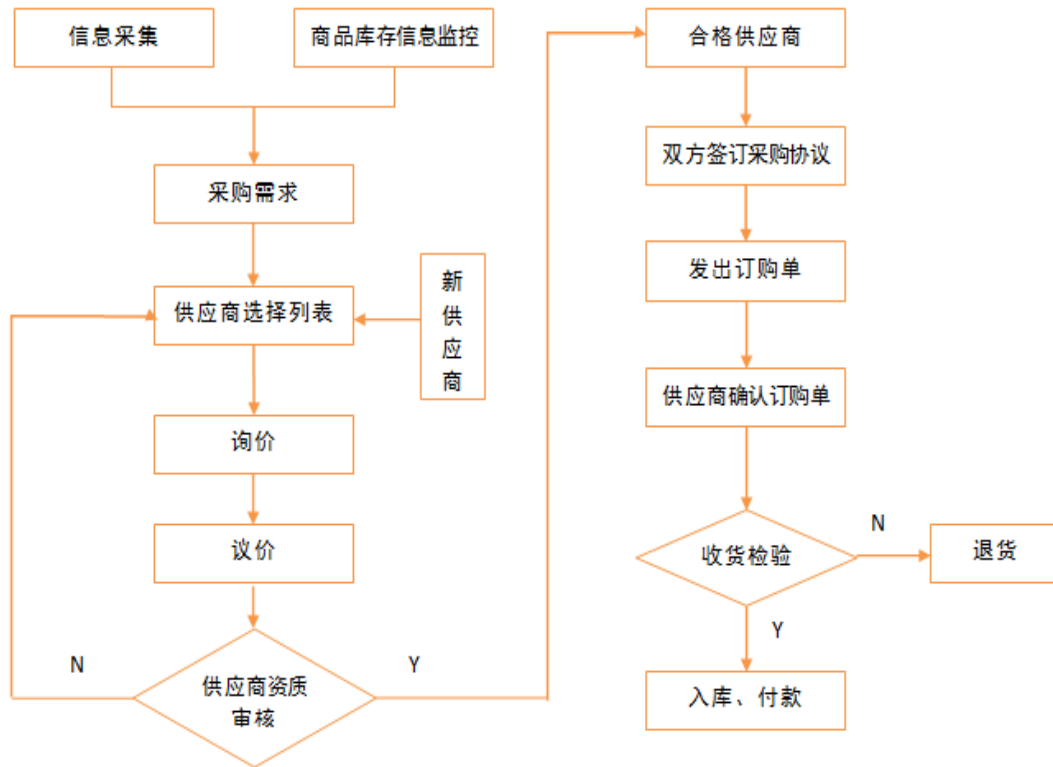 信息采集
商品库存信息监控
合格供应商
双方签订采购协议
采购需求
发出订购单
新
供
应
商
供应商选择列表
供应商确认订购单
询价
议价
N
收货检验
退货
Y
N
Y
供应商资质
审核
入库、付款